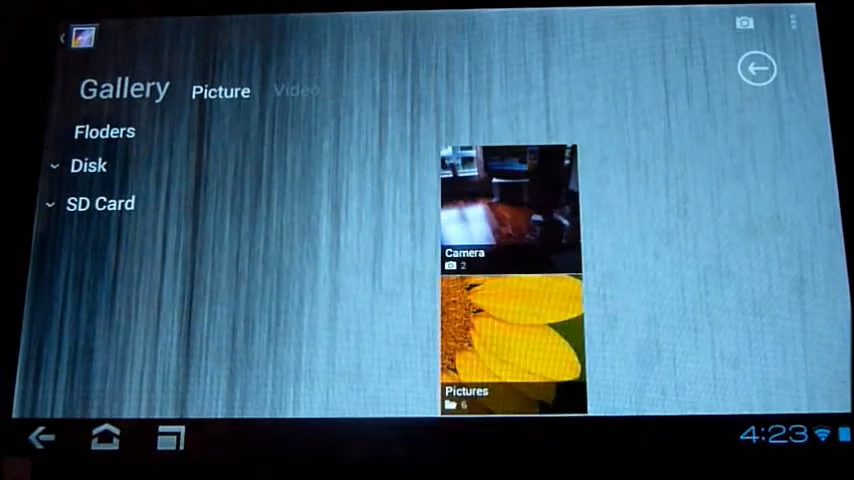 Gallery Picture Video
Floders
Disk
SD Card
Camera
2
Pictures
6
4:23